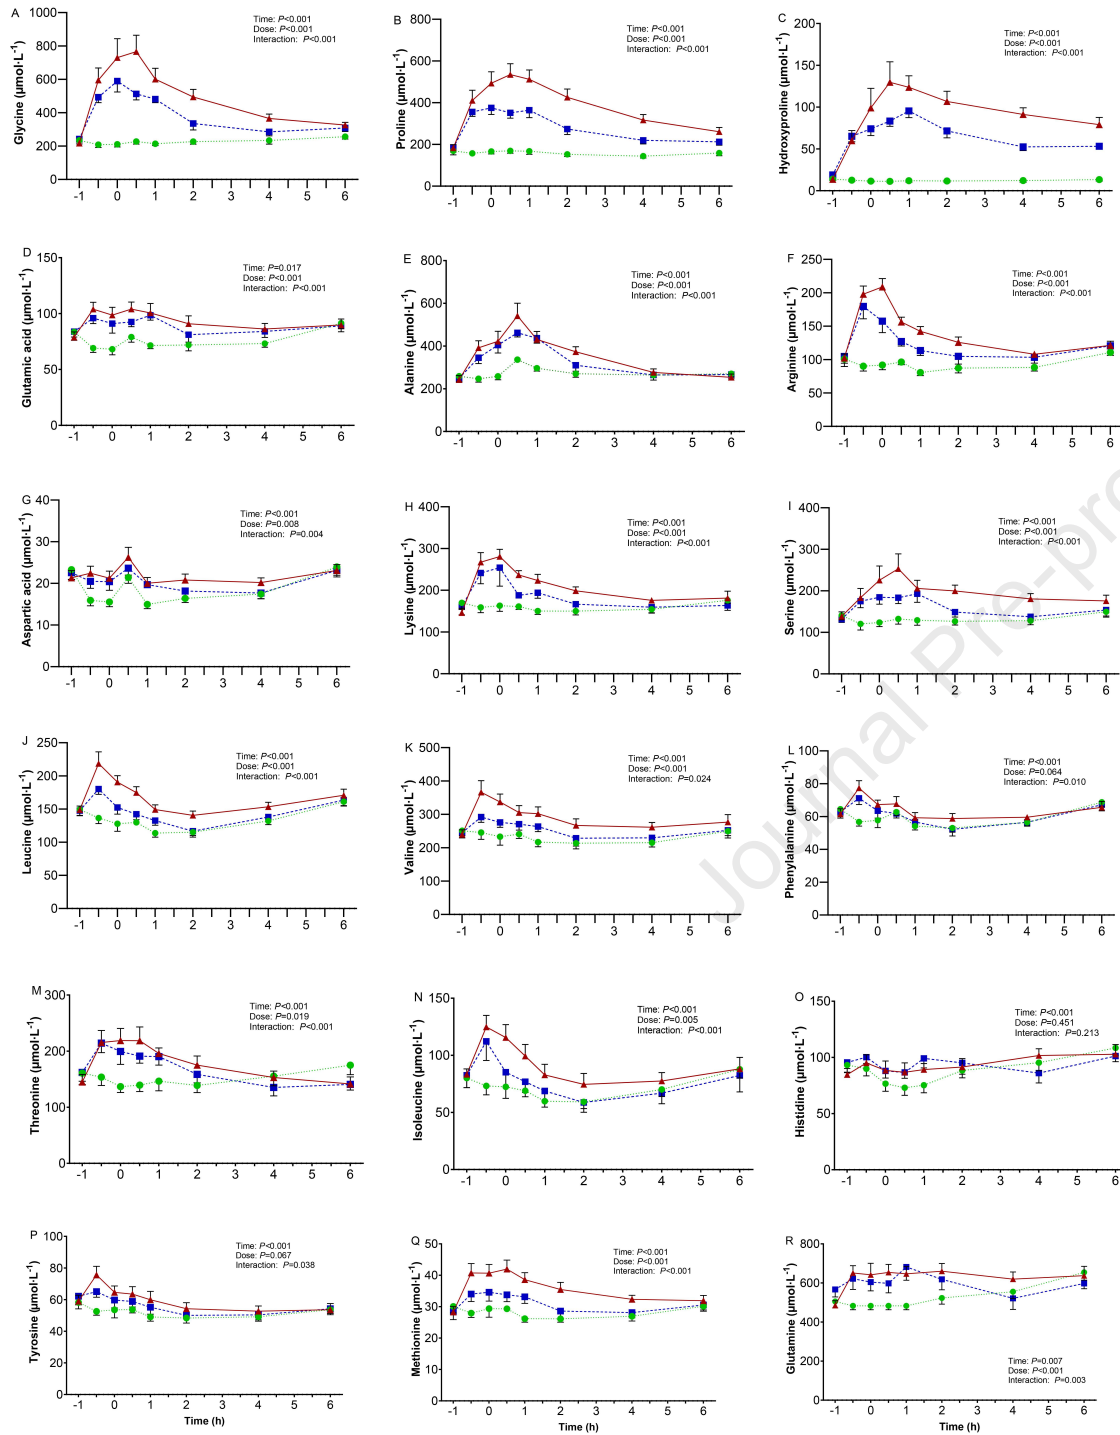 A
Glycine (µmol·L-1)
Time: P<0.001
Dose: P<0.001
Interaction: P<0.001
1000
800
600
400
200
0
-1 0 1 2 3 4 5 6
B
Proline (µmol·L-1)
Time: P<0.001
Dose: P<0.001
Interaction: P<0.001
800
600
400
200
0
-1 0 1 2 3 4 5 6
C
Hydroxyproline (µmol·L-1)
Time: P<0.001
Dose: P<0.001
Interaction: P<0.001
200
150
100
50
0
-1 0 1 2 3 4 5 6
D
Glutamic acid (µmol·L-1)
Time: P=0.017
Dose: P<0.001
Interaction: P<0.001
150
100
50
0
-1 0 1 2 3 4 5 6
E
Alanine (µmol·L-1)
Time: P<0.001
Dose: P<0.001
Interaction: P<0.001
800
600
400
200
0
-1 0 1 2 3 4 5 6
F
Arginine (µmol·L-1)
Time: P<0.001
Dose: P<0.001
Interaction: P<0.001
250
200
150
100
50
0
-1 0 1 2 3 4 5 6
G
Aspartic acid (µmol·L-1)
Time: P<0.001
Dose: P=0.008
Interaction: P=0.004
40
30
20
10
0
-1 0 1 2 3 4 5 6
H
Lysine (µmol·L-1)
Time: P<0.001
Dose: P<0.001
Interaction: P<0.001
400
300
200
100
0
-1 0 1 2 3 4 5 6
I
Serine (µmol·L-1)
Time: P<0.001
Dose: P<0.001
Interaction: P<0.001
400
300
200
100
0
-1 0 1 2 3 4 5 6
J
Leucine (µmol·L-1)
Time: P<0.001
Dose: P<0.001
Interaction: P<0.001
250
200
150
100
50
0
-1 0 1 2 3 4 5 6
K
Valine (µmol·L-1)
Time: P<0.001
Dose: P<0.001
Interaction: P=0.024
500
400
300
200
100
0
-1 0 1 2 3 4 5 6
L
Phenylalanine (µmol·L-1)
Time: P<0.001
Dose: P=0.064
Interaction: P=0.010
100
80
60
40
20
0
-1 0 1 2 3 4 5 6
M
Threonine (µmol·L-1)
Time: P<0.001
Dose: P=0.019
Interaction: P<0.001
300
200
100
0
-1 0 1 2 3 4 5 6
N
Isoleucine (µmol·L-1)
Time: P<0.001
Dose: P=0.005
Interaction: P<0.001
150
100
50
0
-1 0 1 2 3 4 5 6
O
Histidine (µmol·L-1)
Time: P<0.001
Dose: P=0.451
Interaction: P=0.213
150
100
50
0
-1 0 1 2 3 4 5 6
P
Tyrosine (µmol·L-1)
Time: P<0.001
Dose: P=0.067
Interaction: P=0.038
100
80
60
40
20
0
-1 0 1 2 3 4 5 6
Time (h)
Q
Methionine (µmol·L-1)
Time: P<0.001
Dose: P<0.001
Interaction: P<0.001
50
40
30
20
10
0
-1 0 1 2 3 4 5 6
Time (h)
R
Glutamine (µmol·L-1)
Time: P=0.007
Dose: P<0.001
Interaction: P=0.003
800
600
400
200
0
-1 0 1 2 3 4 5 6
Time (h)
Journal Pre-pro